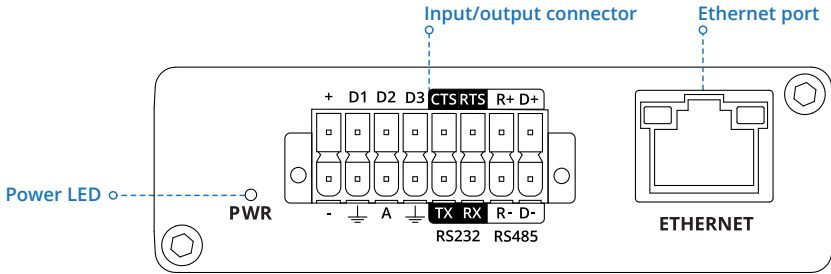 Input/output connector
Ethernet port
+ D1 D2 D3 CTS RTS R+ D+
Power LED
PWR
- A TX RX R- D-
RS232 RS485
ETHERNET